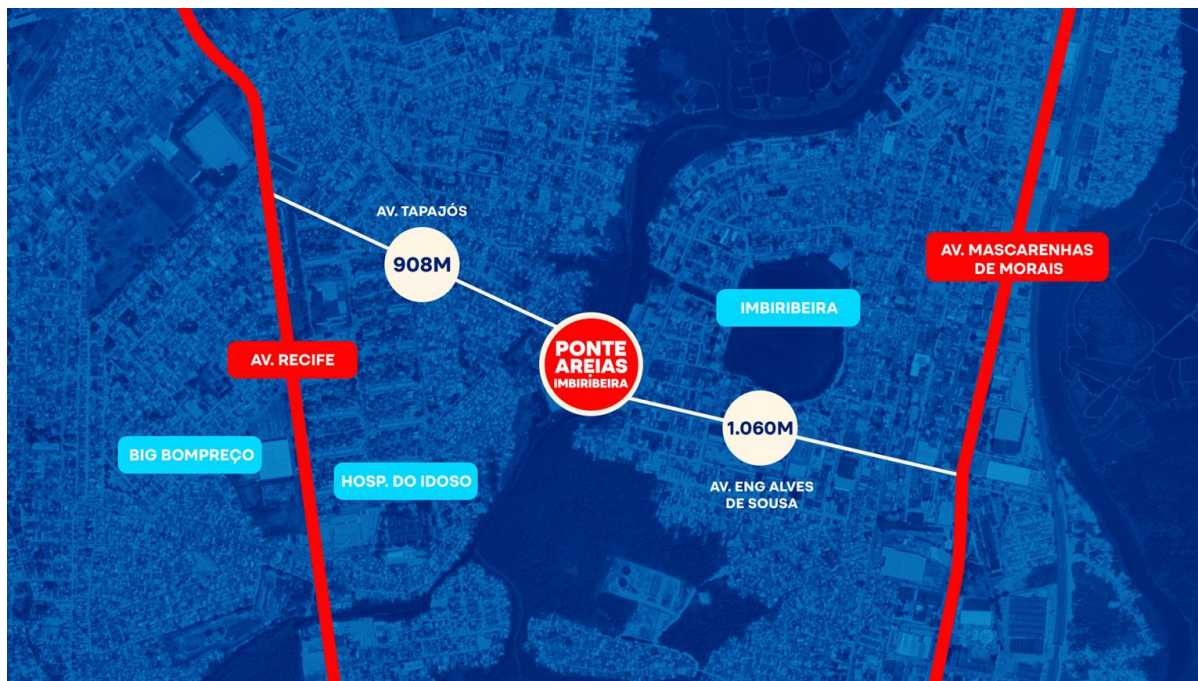 AV. TAPAJÓS
908M
AV. MASCARENHAS
DE MORAIS
IMBIRIBEIRA
PONTE
AREIAS
IMBIRIBEIRA
AV. RECIFE
1.060M
BIG BOMPREÇO
HOSP. DO IDOSO
AV. ENG ALVES
DE SOUSA